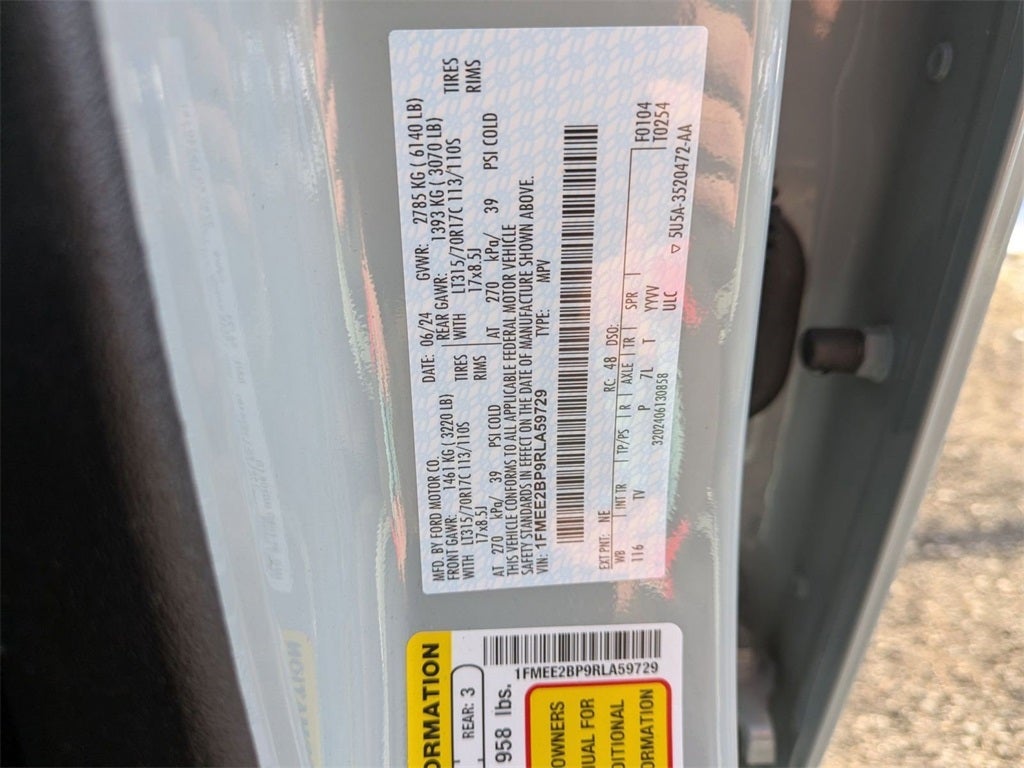 MFD. BY FORD MOTOR CO. DATE: 06/24 GVWR: 2785 KG ( 6140 LB)
FRONT GAWR: 1461 KG ( 3220 LB) REAR GAWR: 1393 KG ( 3070 LB)
WITH LT315/70R17C 113/110S TIRES WITH LT315/70R17C 113/110S TIRES
17x8.5J RIMS 17x8.5J RIMS
AT 270 kPa/ 39 PSI COLD AT 270 kPa/ 39 PSI COLD
THIS VEHICLE CONFORMS TO ALL APPLICABLE FEDERAL MOTOR VEHICLE
SAFETY STANDARDS IN EFFECT ON THE DATE OF MANUFACTURE SHOWN ABOVE.
VIN: 1FMEE2BP9RLA59729 TYPE: MPV
EXT PNT: NE RC: 48 DSO: F0104
WB INT TR TP/PS R AXLE TR SPR T0254
116 TV P 7L T YYYV
3202406130858 ULC
▽ 5U5A-3520472-AA
ORMATION
REAR: 3
958 lbs.
1FMEE2BP9RLA59729
OWNERS
UAL FOR
DITIONAL
ORMATION